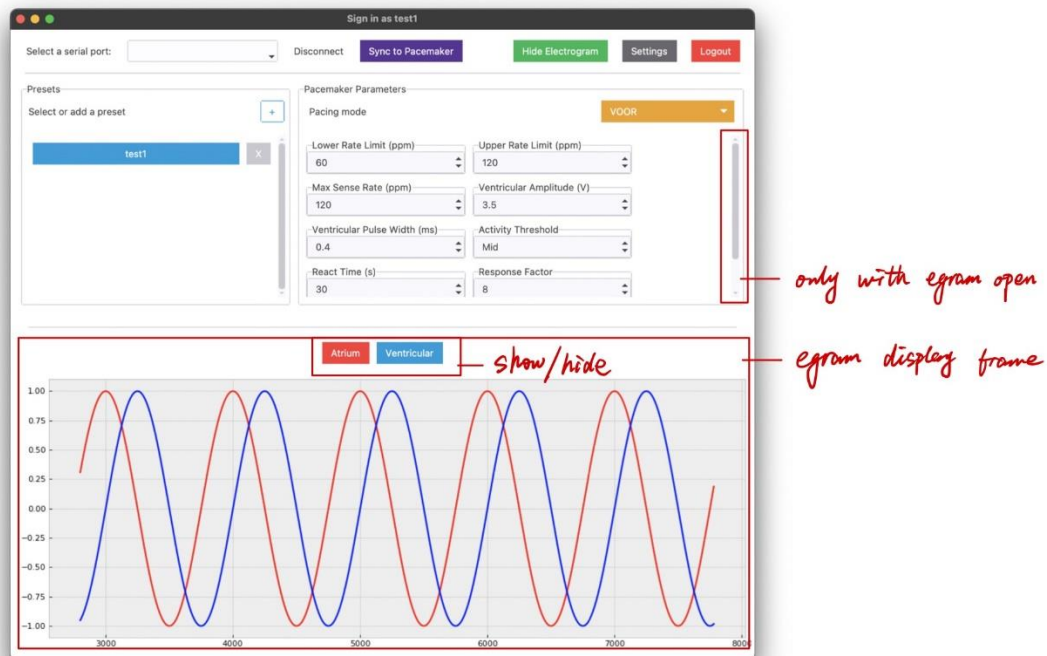 Sign in as test1
Select a serial port:
Disconnect
Sync to Pacemaker
Hide Electrogram
Settings
Logout
Presets
Select or add a preset
+
test1
X
Pacemaker Parameters
Pacing mode
VOOR
Lower Rate Limit (ppm)
60
Upper Rate Limit (ppm)
120
Max Sense Rate (ppm)
120
Ventricular Amplitude (V)
3.5
Ventricular Pulse Width (ms)
0.4
Activity Threshold
Mid
React Time (s)
30
Response Factor
8
only with egram open
Atrium
Ventricular
show/hide
egram display frame
1.00
0.75
0.50
0.25
0.00
−0.25
−0.50
−0.75
−1.00
3000 4000 5000 6000 7000 8000